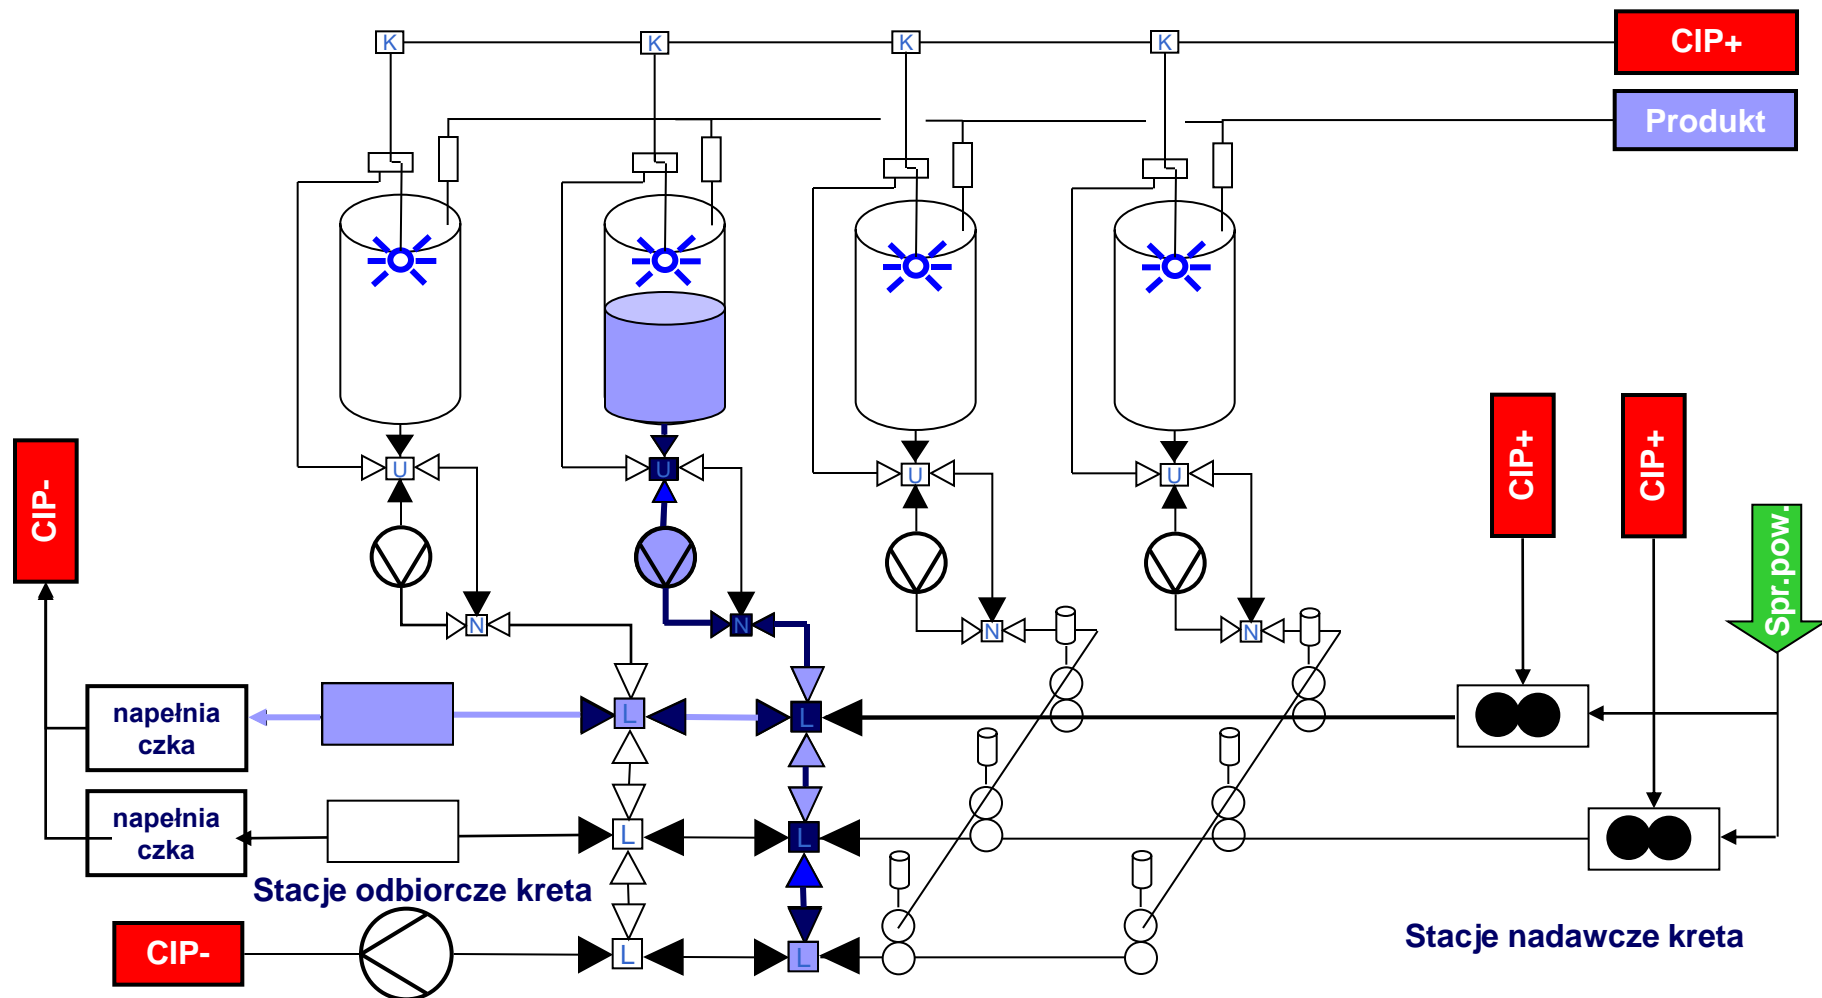 K K K K CIP+
Produkt
U U U U
CIP- CIP+ CIP+ Spr.pow.
N N N N
napełnia
czka
L L
napełnia
czka
L L
Stacje odbiorcze kreta
Stacje nadawcze kreta
CIP-
L L